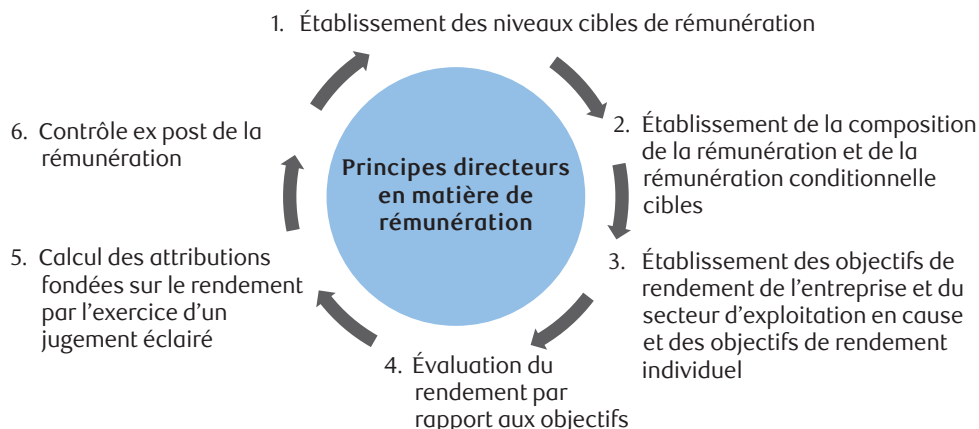 1. Établissement des niveaux cibles de rémunération
2. Établissement de la composition
de la rémunération et de la
rémunération conditionnelle
cibles
3. Établissement des objectifs de
rendement de l’entreprise et du
secteur d’exploitation en cause
et des objectifs de rendement
individuel
4. Évaluation du
rendement par
rapport aux objectifs
5. Calcul des attributions
fondées sur le rendement
par l’exercice d’un
jugement éclairé
6. Contrôle ex post de la
rémunération
Principes directeurs
en matière de
rémunération